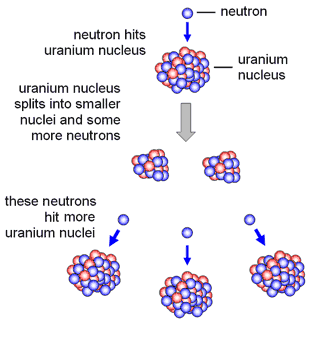 neutron
neutron hits
uranium nucleus
uranium
nucleus
uranium nucleus
splits into smaller
nuclei and some
more neutrons
these neutrons
hit more
uranium nuclei